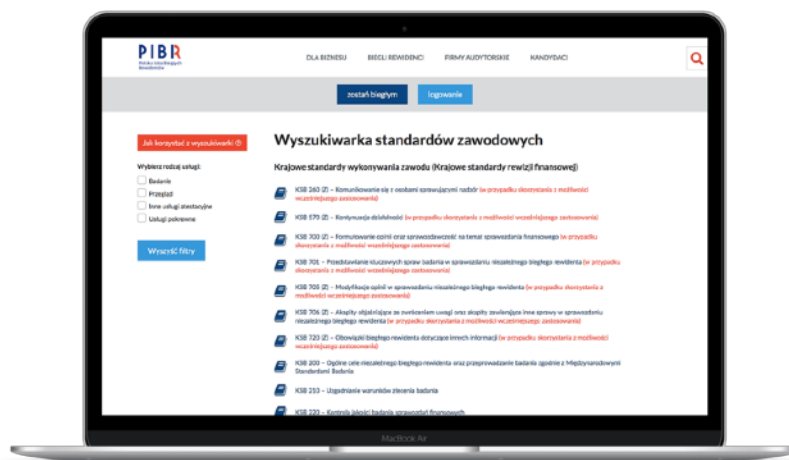 PIBR
Polska Izba Biegłych
Rewidentów
DLA BIZNESU BIEGLI REWIDENCI FIRMY AUDYTORSKIE KANDYDACI
zostań biegłym logowanie
Jak korzystać z wyszukiwarki
Wybierz rodzaj usługi:
Badanie
Przegląd
Inne usługi atestacyjne
Usługi pokrewne
Wyczyść filtry
Wyszukiwarka standardów zawodowych
Krajowe standardy wykonywania zawodu (Krajowe standardy rewizji finansowej)
KSB 260 (Z) – Komunikowanie się z osobami sprawującymi nadzór (w przypadku skorzystania z możliwości
wcześniejszego zastosowania)
KSB 570 (Z) – Kontynuacja działalności (w przypadku skorzystania z możliwości wcześniejszego zastosowania)
KSB 700 (Z) – Formułowanie opinii oraz sprawozdawczość na temat sprawozdania finansowego (w przypadku
skorzystania z możliwości wcześniejszego zastosowania)
KSB 701 – Przedstawianie kluczowych spraw badania w sprawozdaniu niezależnego biegłego rewidenta (w przypadku
skorzystania z możliwości wcześniejszego zastosowania)
KSB 705 (Z) – Modyfikacje opinii w sprawozdaniu niezależnego biegłego rewidenta (w przypadku skorzystania z
możliwości wcześniejszego zastosowania)
KSB 706 (Z) – Akapity objaśniające ze zwróceniem uwagi oraz akapity zawierające inne sprawy w sprawozdaniu
niezależnego biegłego rewidenta (w przypadku skorzystania z możliwości wcześniejszego zastosowania)
KSB 720 (Z) – Obowiązki biegłego rewidenta dotyczące innych informacji (w przypadku skorzystania z możliwości
wcześniejszego zastosowania)
KSB 200 – Ogólne cele niezależnego biegłego rewidenta oraz przeprowadzanie badania zgodnie z Międzynarodowymi
Standardami Badania
KSB 210 – Uzgadnianie warunków zlecenia badania
KSB 220 – Kontrola jakości badania sprawozdań finansowych
MacBook Air